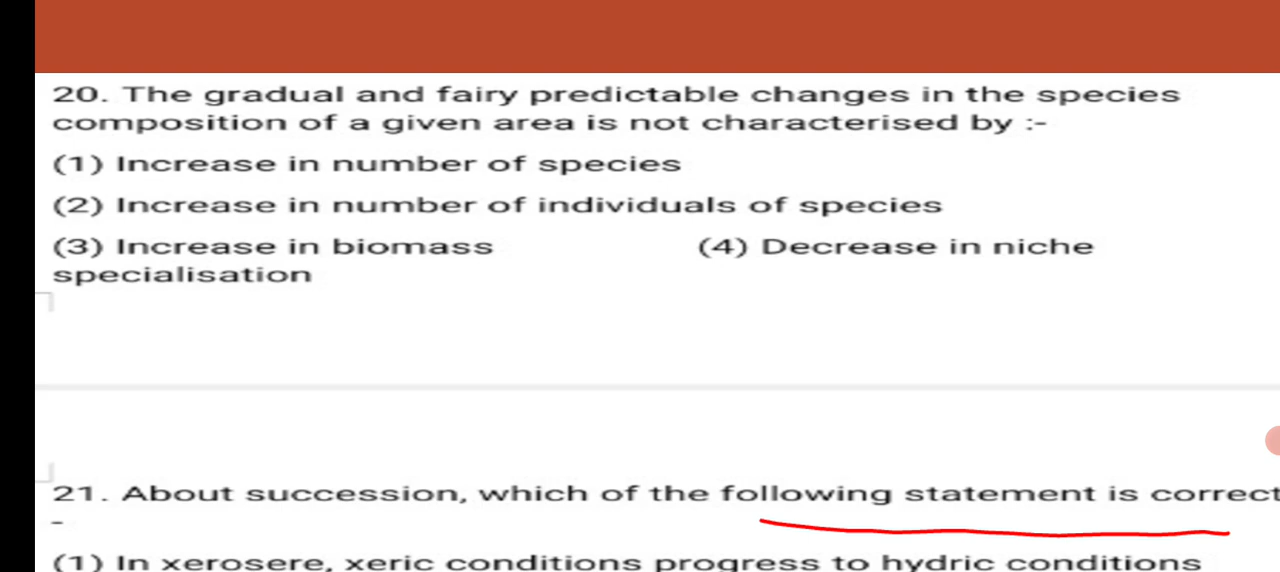 20. The gradual and fairy predictable changes in the species
composition of a given area is not characterised by :-
(1) Increase in number of species
(2) Increase in number of individuals of species
(3) Increase in biomass (4) Decrease in niche
specialisation
21. About succession, which of the following statement is correct
-
(1) In xerosere, xeric conditions progress to hydric conditions